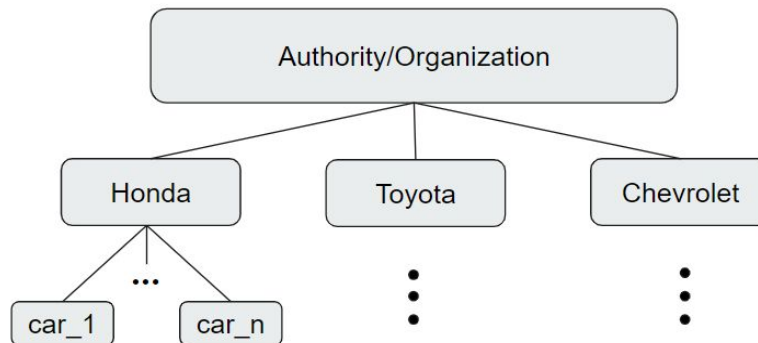 Authority/Organization
Honda
Toyota
Chevrolet
...
car_1
car_n